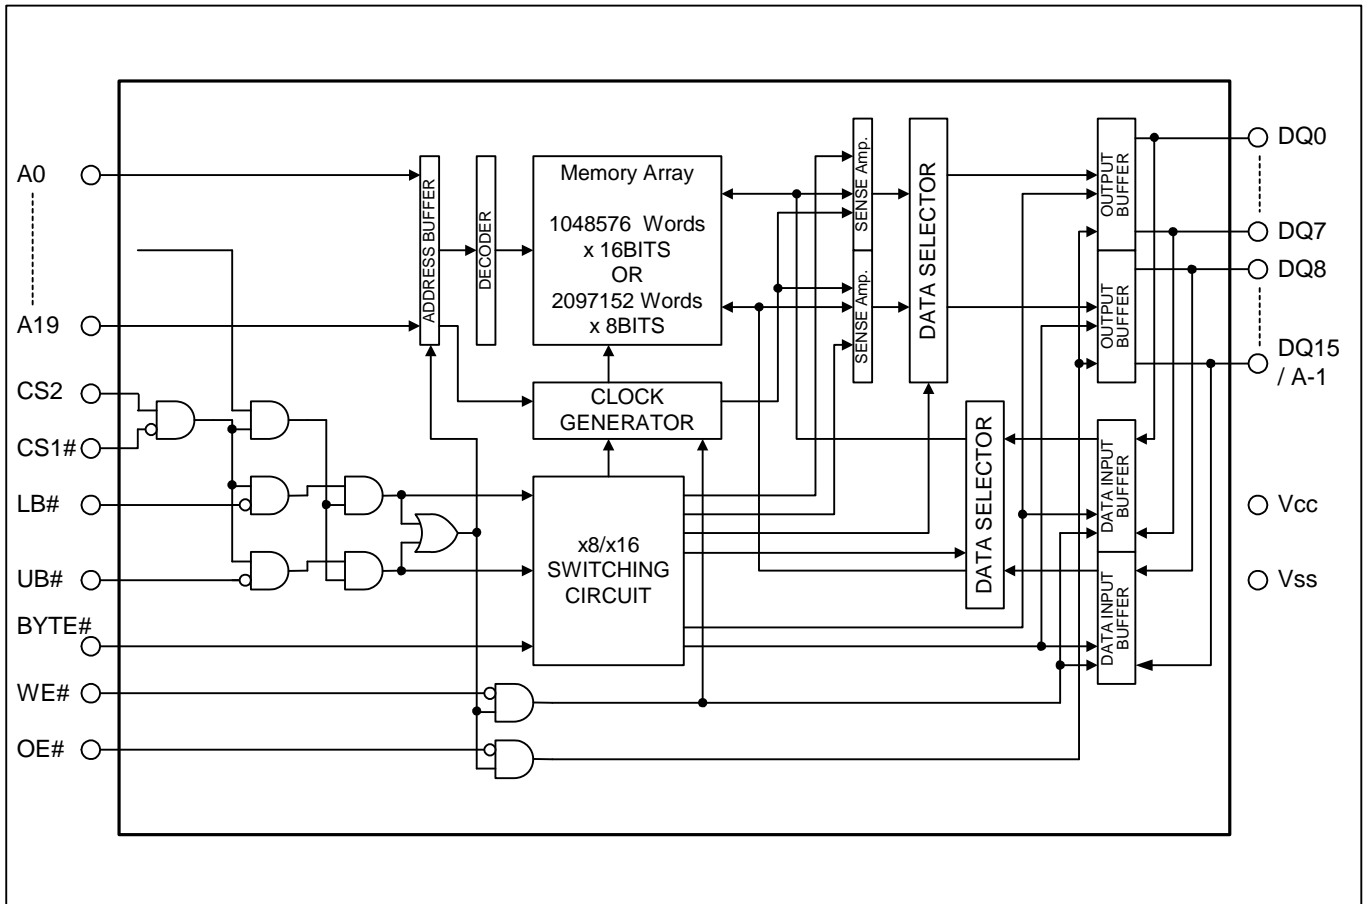 A0
A19
CS2
CS1#
LB#
UB#
BYTE#
WE#
OE#
ADDRESS BUFFER
DECODER
Memory Array
1048576 Words
x 16BITS
OR
2097152 Words
x 8BITS
CLOCK
GENERATOR
x8/x16
SWITCHING
CIRCUIT
SENSE Amp.
SENSE Amp.
DATA SELECTOR
DATA SELECTOR
OUTPUT
BUFFER
OUTPUT
BUFFER
DATA INPUT
BUFFER
DATA INPUT
BUFFER
DQ0
DQ7
DQ8
DQ15
/ A-1
Vcc
Vss